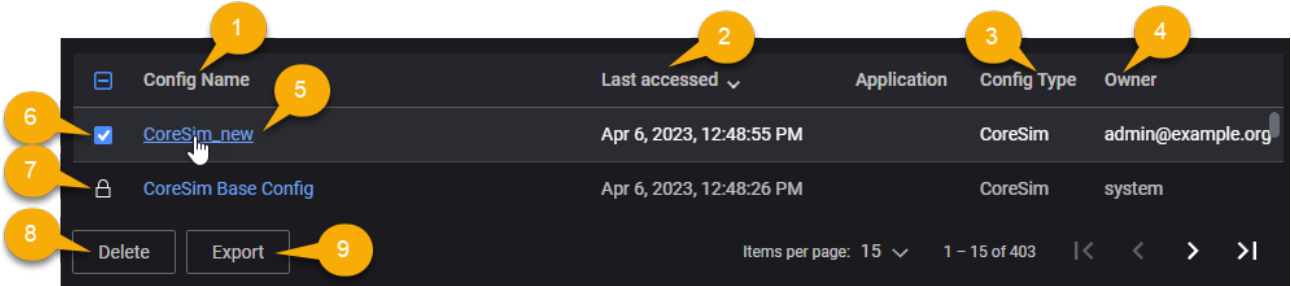 1 2 3 4
Config Name Last accessed Application Config Type Owner
5
6 CoreSim_new Apr 6, 2023, 12:48:55 PM CoreSim admin@example.org
7 CoreSim Base Config Apr 6, 2023, 12:48:26 PM CoreSim system
8 Delete Export 9 Items per page: 15 1 – 15 of 403